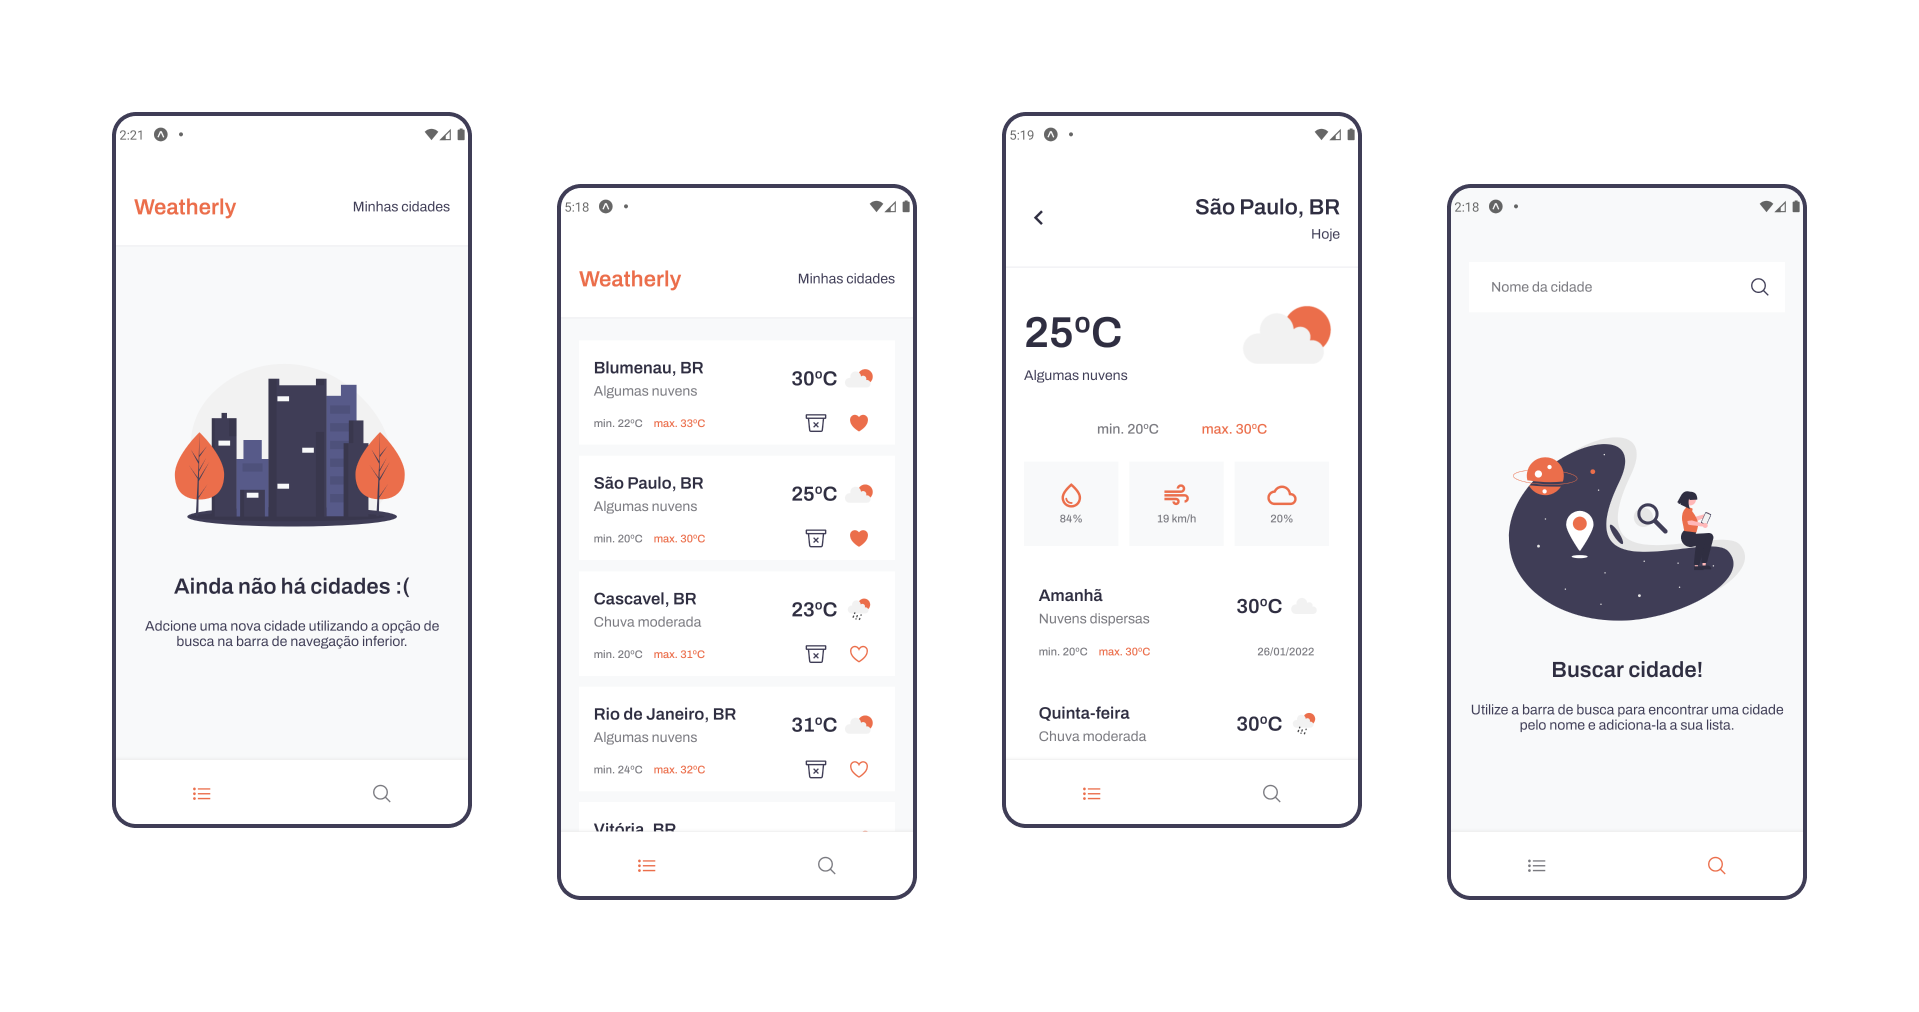 2:21
Weatherly
Minhas cidades
Ainda não há cidades :(
Adcione uma nova cidade utilizando a opção de
busca na barra de navegação inferior.
5:18
Weatherly
Minhas cidades
Blumenau, BR
Algumas nuvens
30ºC
min. 22ºC max. 33ºC
São Paulo, BR
Algumas nuvens
25ºC
min. 20ºC max. 30ºC
Cascavel, BR
Chuva moderada
23ºC
min. 20ºC max. 31ºC
Rio de Janeiro, BR
Algumas nuvens
31ºC
min. 24ºC max. 32ºC
Vitória, BR
5:19
São Paulo, BR
Hoje
25ºC
Algumas nuvens
min. 20ºC max. 30ºC
84% 19 km/h 20%
Amanhã
Nuvens dispersas
30ºC
min. 20ºC max. 30ºC 26/01/2022
Quinta-feira
Chuva moderada
30ºC
2:18
Nome da cidade
Buscar cidade!
Utilize a barra de busca para encontrar uma cidade
pelo nome e adiciona-la a sua lista.